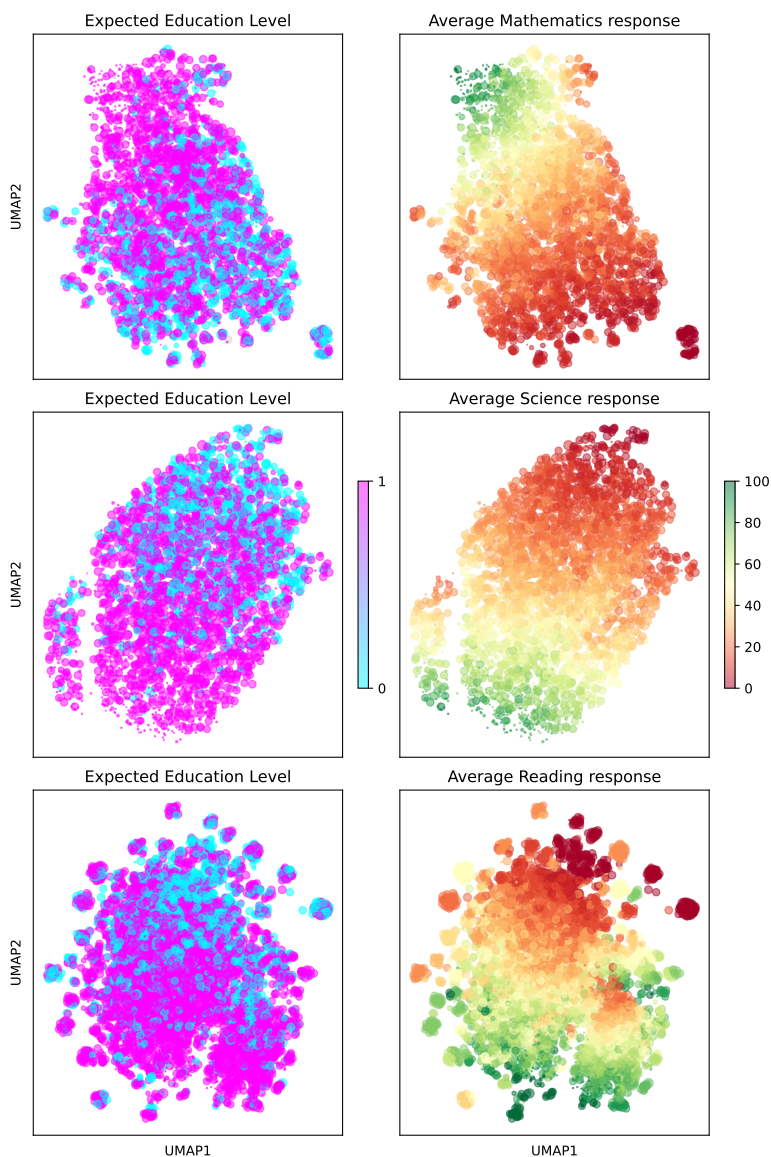 Expected Education Level
Average Mathematics response
UMAP2
Expected Education Level
Average Science response
UMAP2
1
0
100
80
60
40
20
0
Expected Education Level
Average Reading response
UMAP2
UMAP1
UMAP1